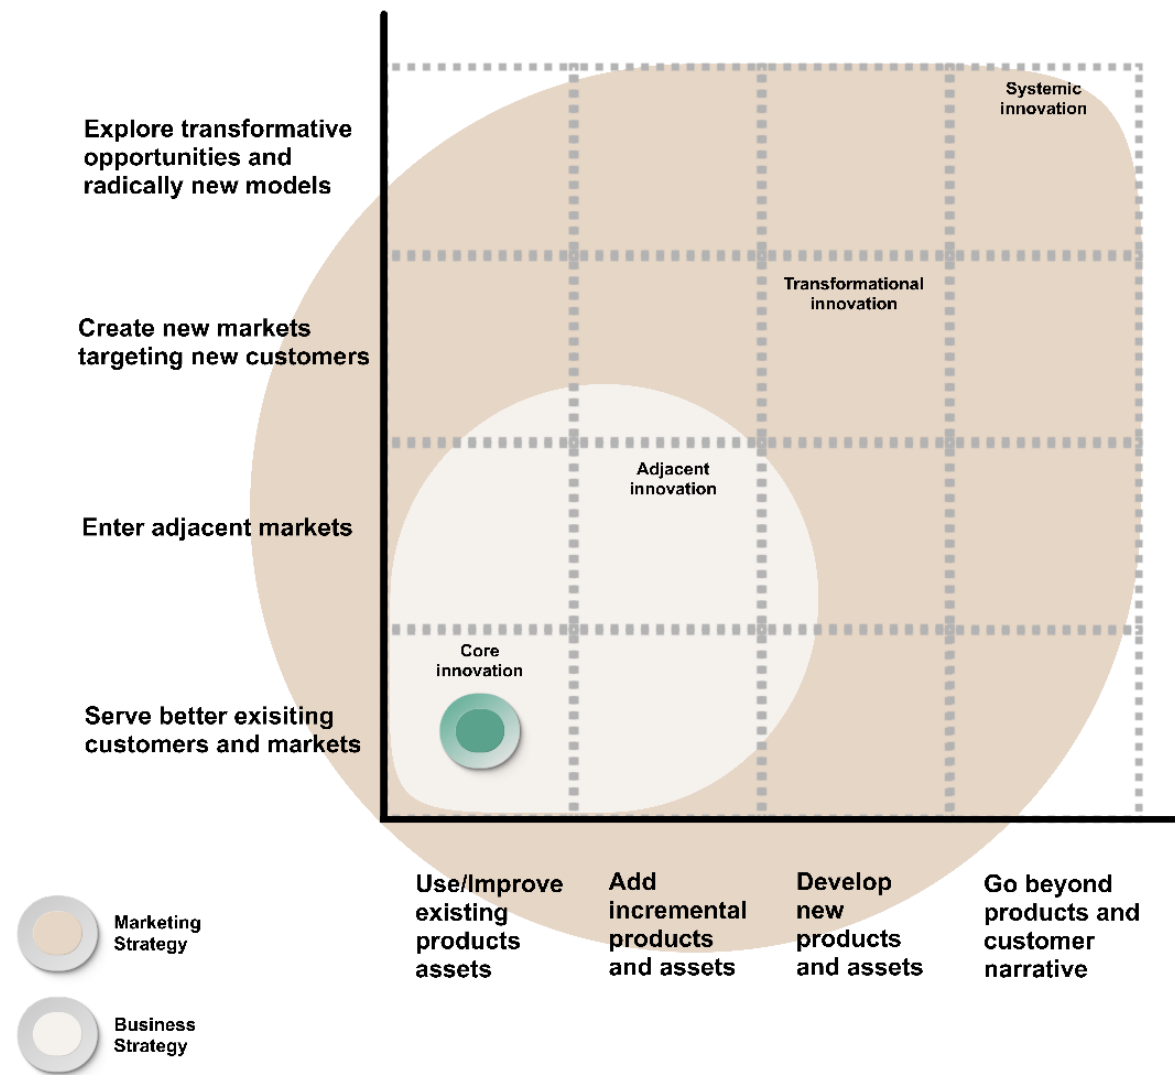 Systemic
innovation
Explore transformative
opportunities and
radically new models
Transformational
innovation
Create new markets
targeting new customers
Adjacent
innovation
Enter adjacent markets
Core
innovation
Serve better exisiting
customers and markets
Use/Improve
existing
products
assets
Add
incremental
products
and assets
Develop
new
products
and assets
Go beyond
products and
customer
narrative
Marketing
Strategy
Business
Strategy